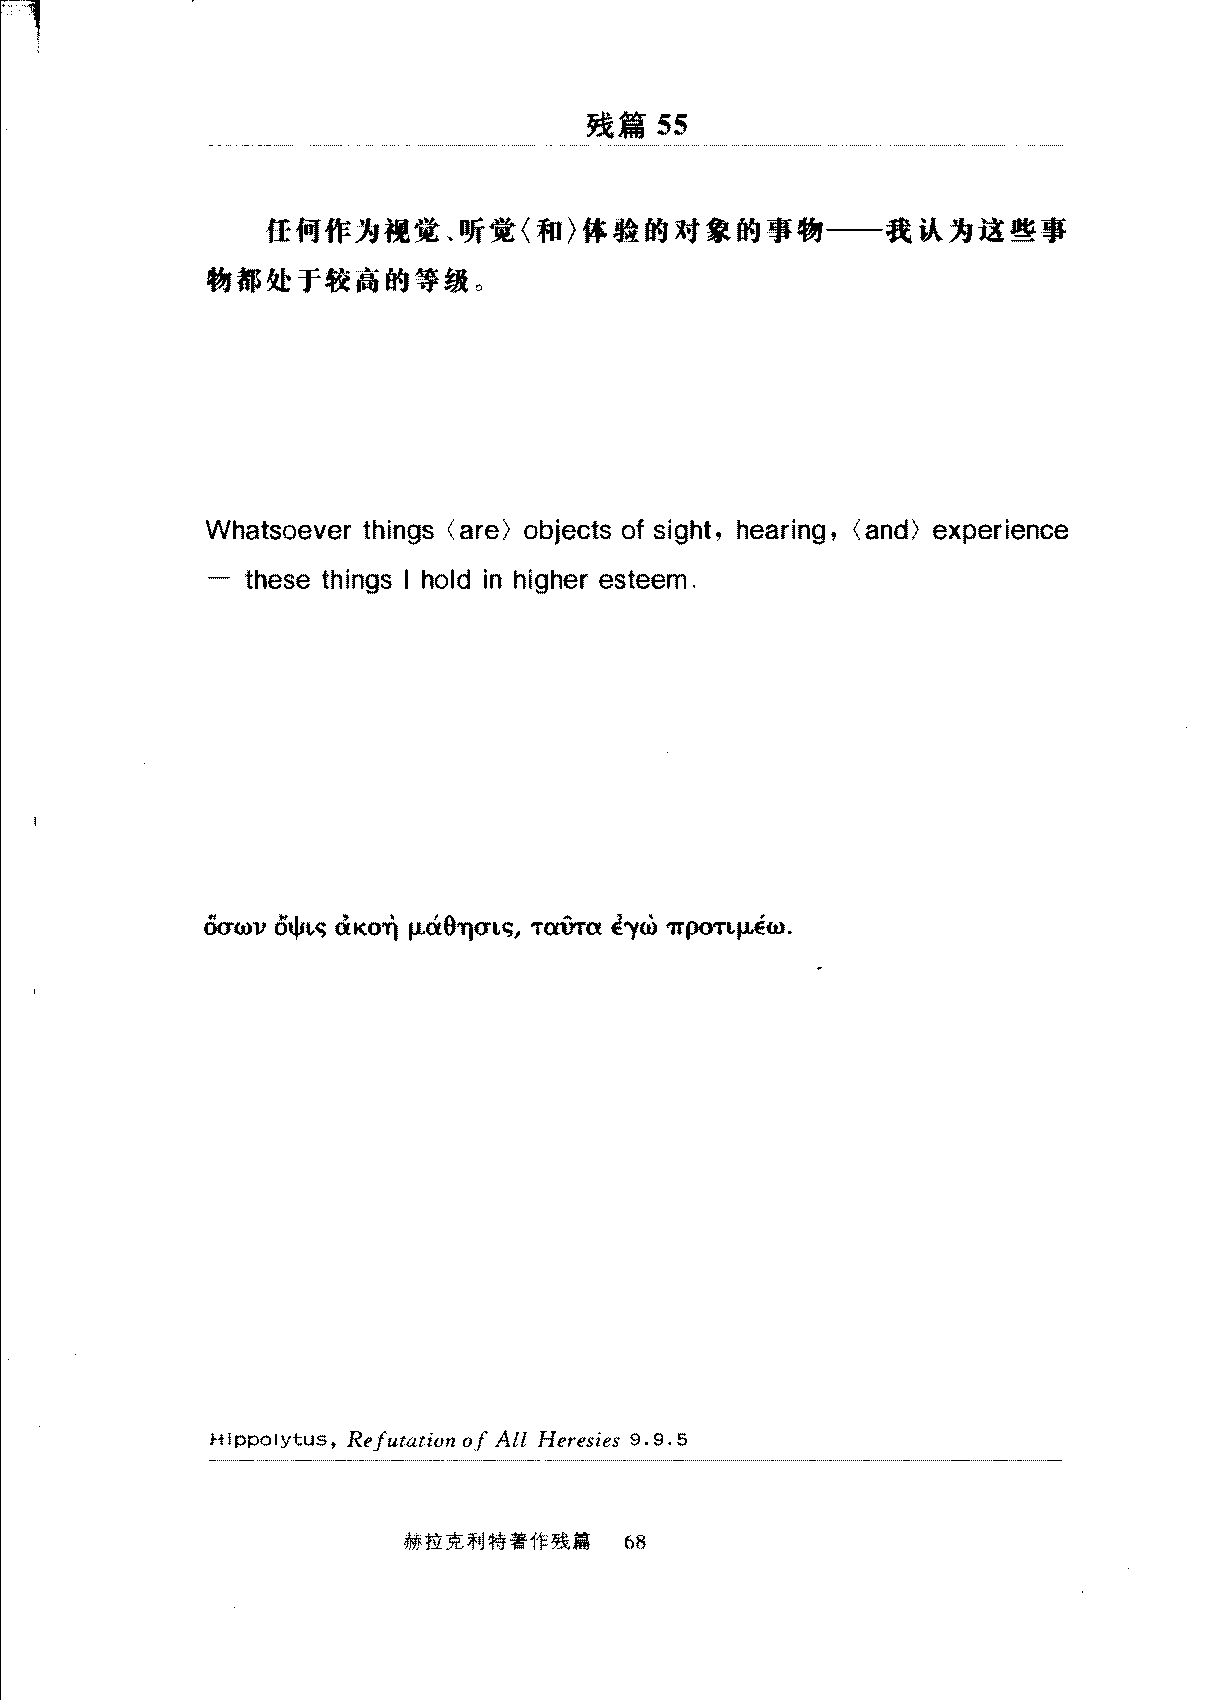 残篇 55
任何作为视觉、听觉〈和〉体验的对象的事物——我认为这些事
物都处于较高的等级。
Whatsoever things〈are〉objects of sight, hearing,〈and〉experience
— these things I hold in higher esteem.
ὅσων ὄψις ἀκοὴ μάθησις, ταῦτα ἐγὼ προτιμέω.
Hippolytus, Refutation of All Heresies 9.9.5
赫拉克利特著作残篇 68